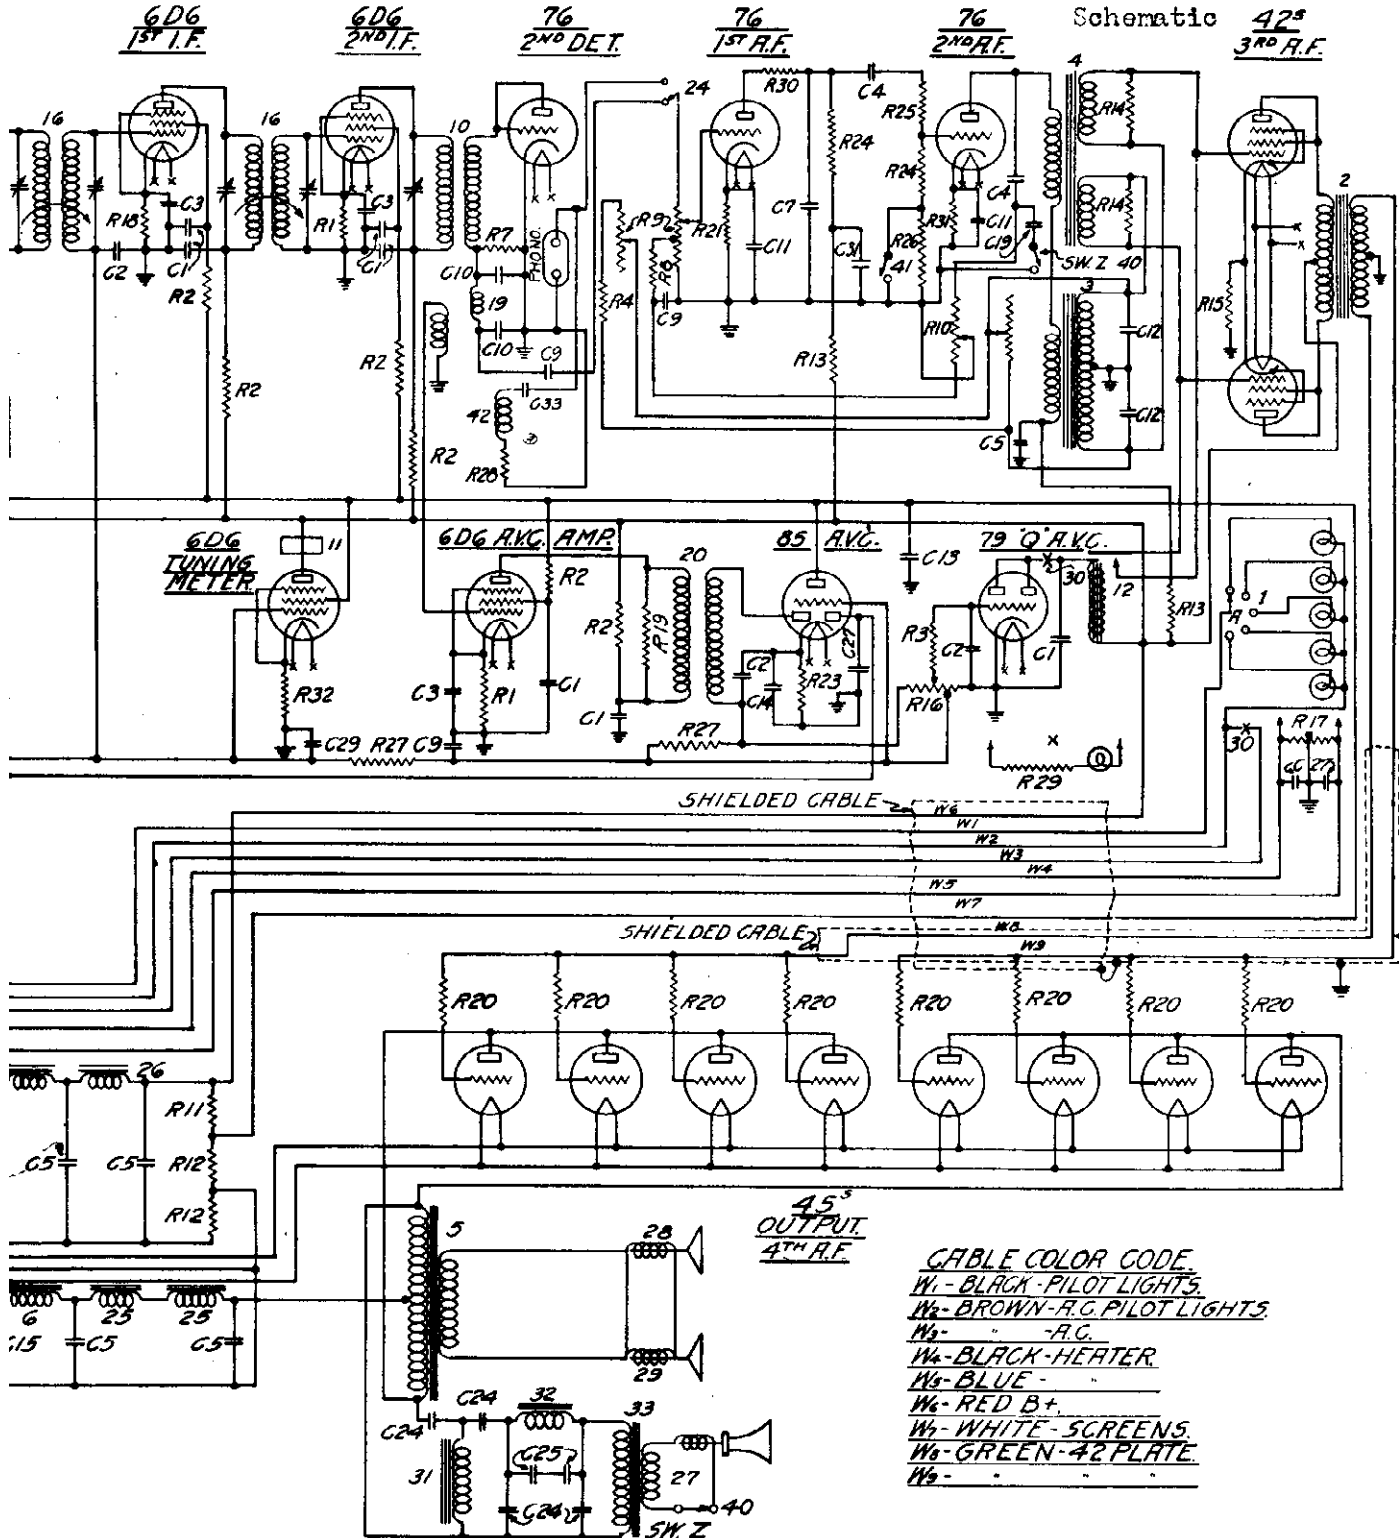 Schematic
6D6
1ST I.F.
6D6
2ND I.F.
76
2ND DET.
76
1ST A.F.
76
2ND A.F.
42S
3RD A.F.
16
16
10
24
R30
C4
R25
4
R14
R24
R24
C4
2
C3
C3
R18
R1
R7
PHONO.
R9
R21
C7
R31
C11
C19
R14
C11
C31
R26
41
SW. Z 40
C2
C1
C1
C10
R8
R2
19
R4
C9
R10
3
R15
C10
C9
R13
C12
R2
R2
C33
42
C12
R2
R28
C5
6D6
TUNING
METER
11
6D6 A.V.C. AMP.
R2
20
85 A.V.C.
C13
79 "Q" A.V.C.
30
12
R13
1
R2
R19
C27
R3
C2
C1
R32
C3
R1
C1
C2
R23
C14
R16
C1
R27
R17
C29
R27
C9
30
R29
C27
SHIELDED CABLE
W6
W1
W2
W3
W4
W5
W7
SHIELDED CABLE
W8
W9
R20
R20
R20
R20
R20
R20
R20
R20
26
R11
C5
C5
R12
R12
45S
OUTPUT.
4TH A.F.
5
28
6
25
25
C15
C5
C5
29
C24
C24
32
33
31
C25
27
C24
40
SW. Z
CABLE COLOR CODE.
W1 - BLACK - PILOT LIGHTS.
W2 - BROWN - A.C. PILOT LIGHTS
W3 - " - A.C.
W4 - BLACK - HEATER
W5 - BLUE - "
W6 - RED B+.
W7 - WHITE - SCREENS.
W8 - GREEN - 42 PLATE
W9 - " " "